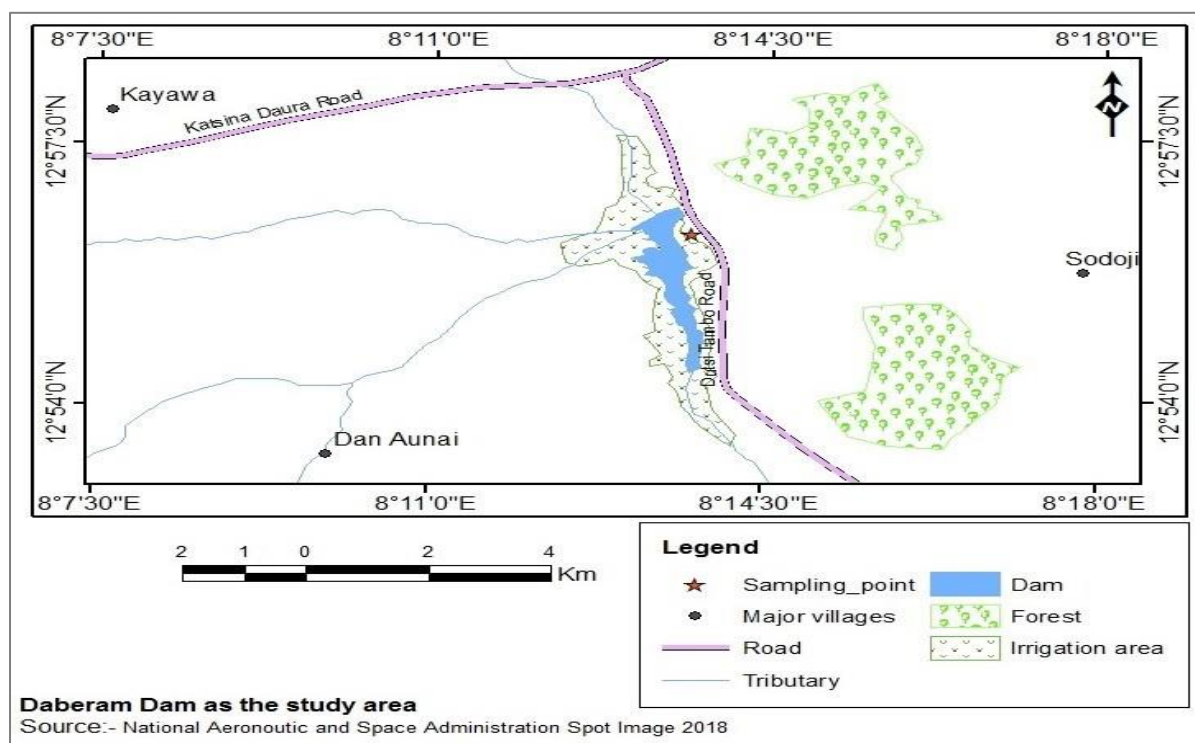 8°7'30"E 8°11'0"E 8°14'30"E 8°18'0"E
Kayawa
Katsina Daura Road
N
12°57'30"N
12°57'30"N
Sodoji
Dutsi Tambo Road
12°54'0"N
12°54'0"N
Dan Aunai
8°7'30"E 8°11'0"E 8°14'30"E 8°18'0"E
2 1 0 2 4
Km
Legend
Sampling_point Dam
Major villages Forest
Road Irrigation area
Tributary
Daberam Dam as the study area
Source:- National Aeronoutic and Space Administration Spot Image 2018